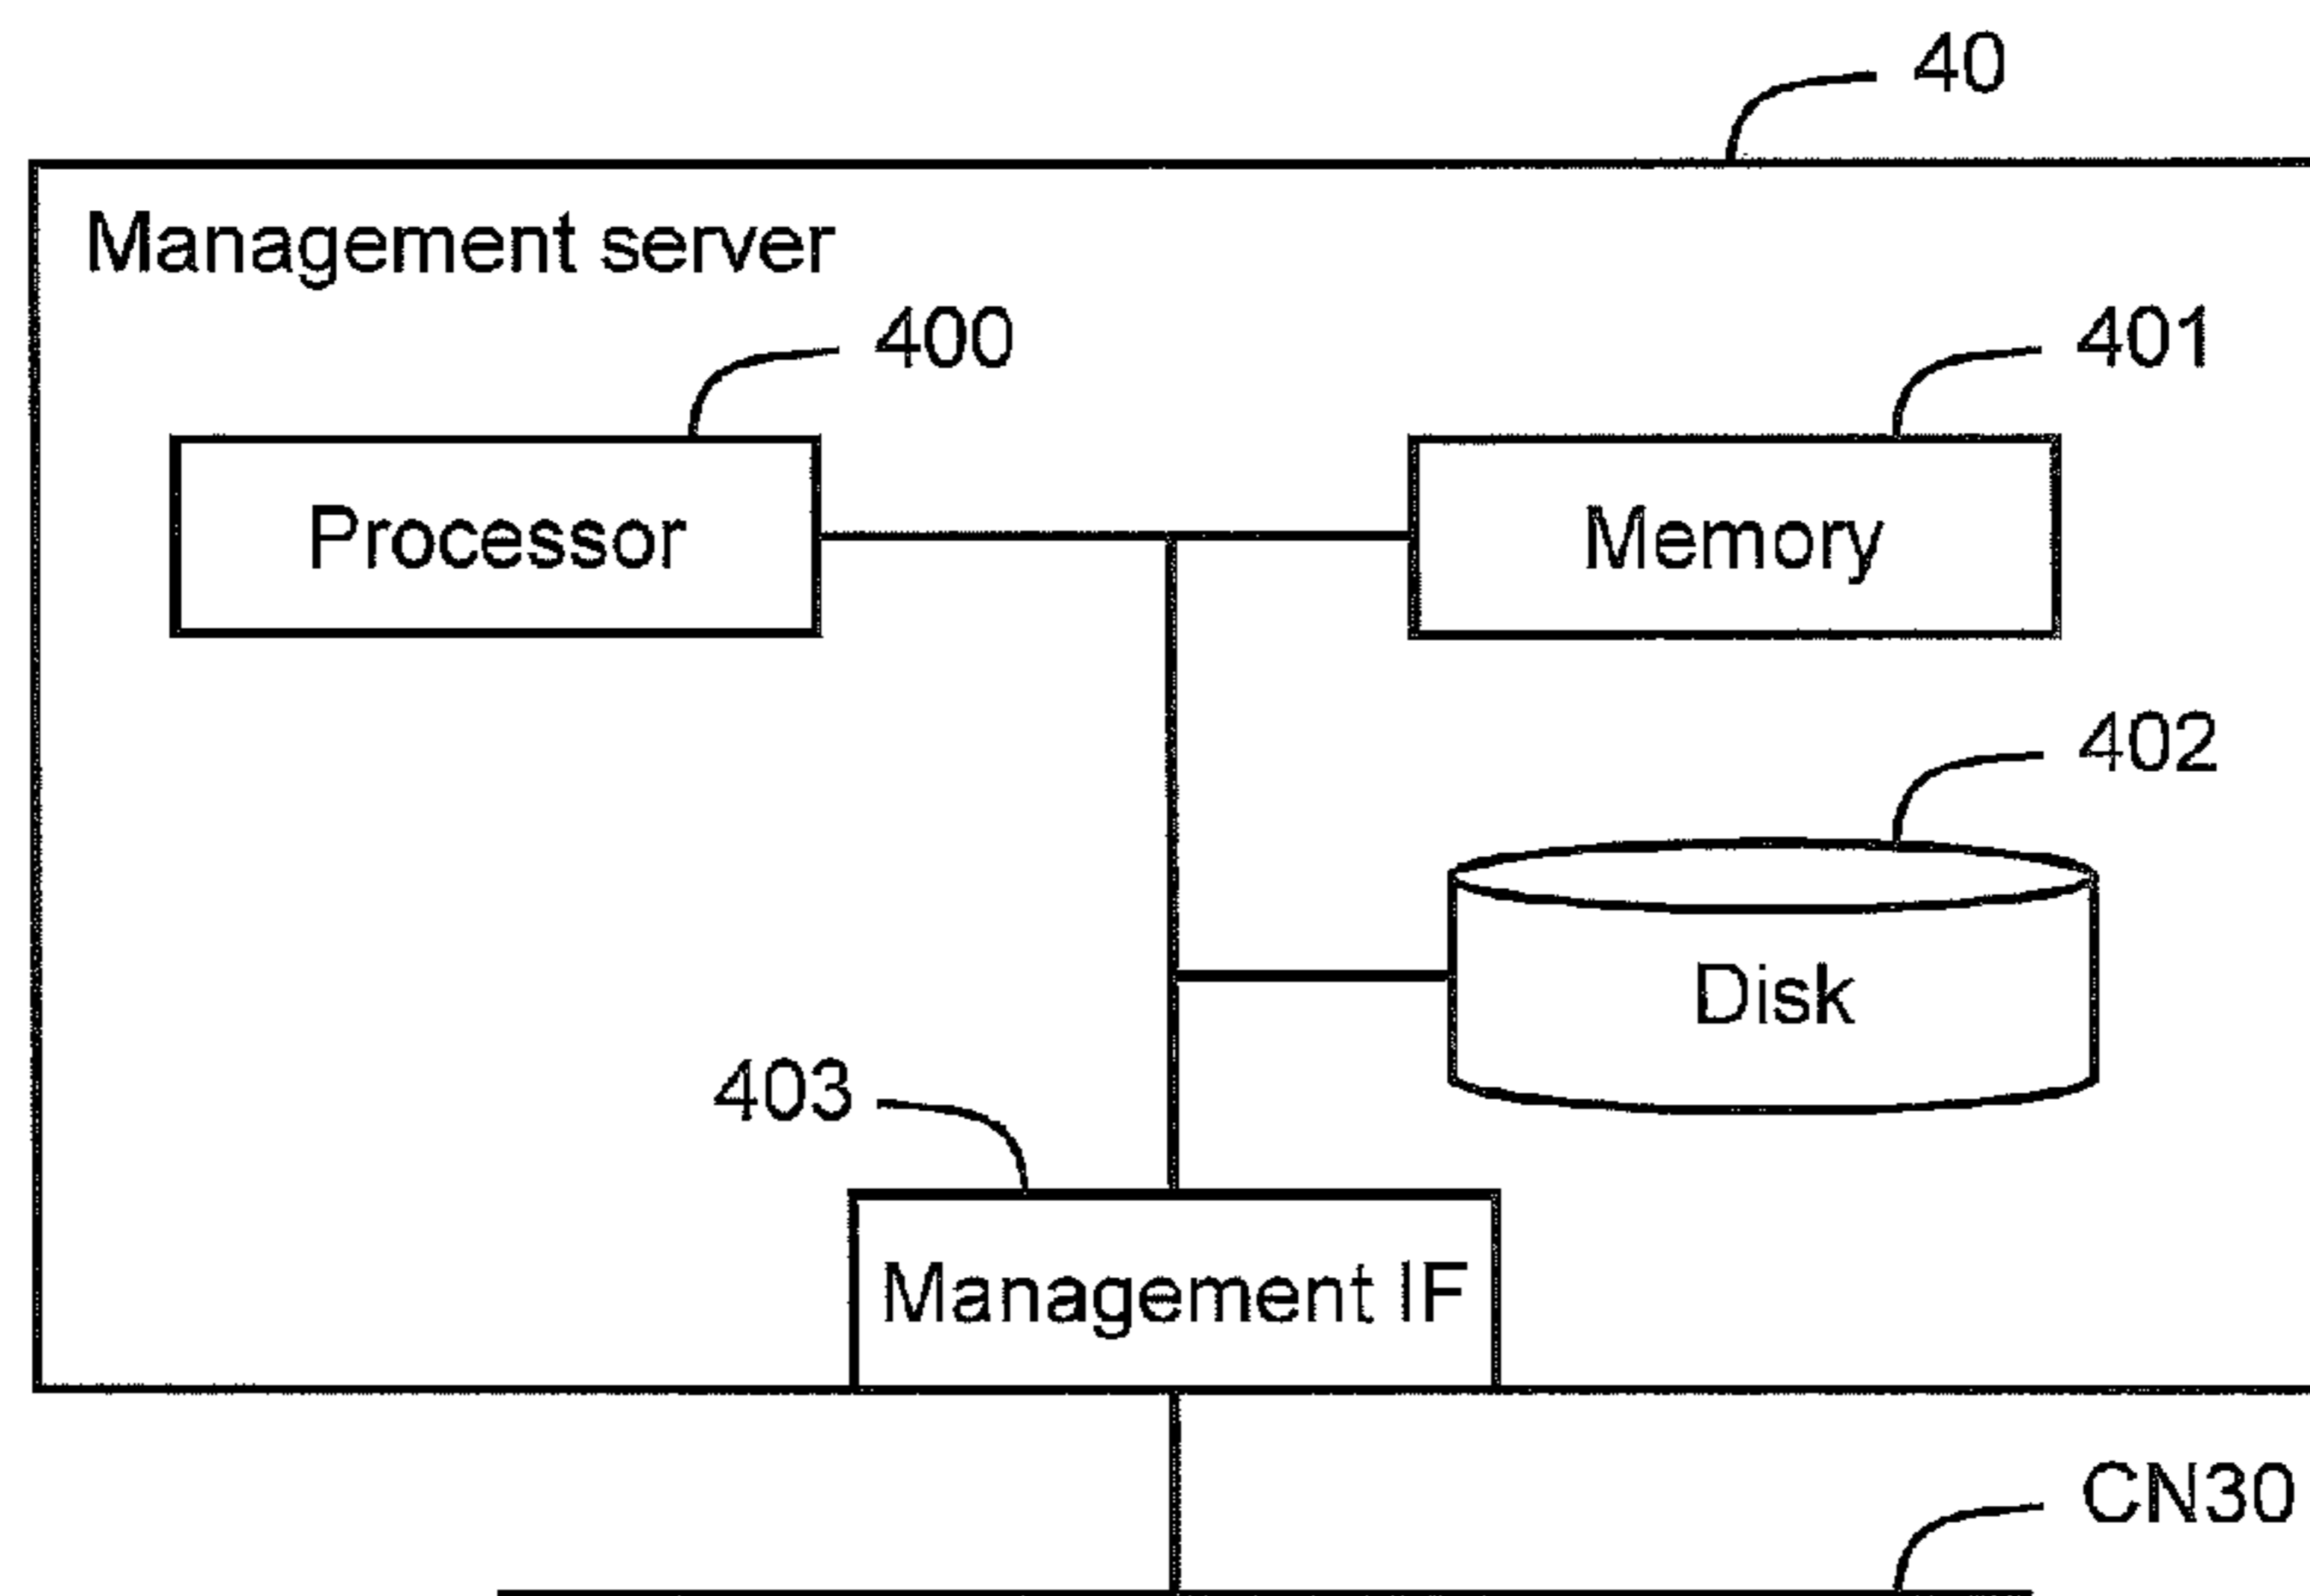 40
Management server
400
401
Processor
Memory
402
Disk
403
Management IF
CN30